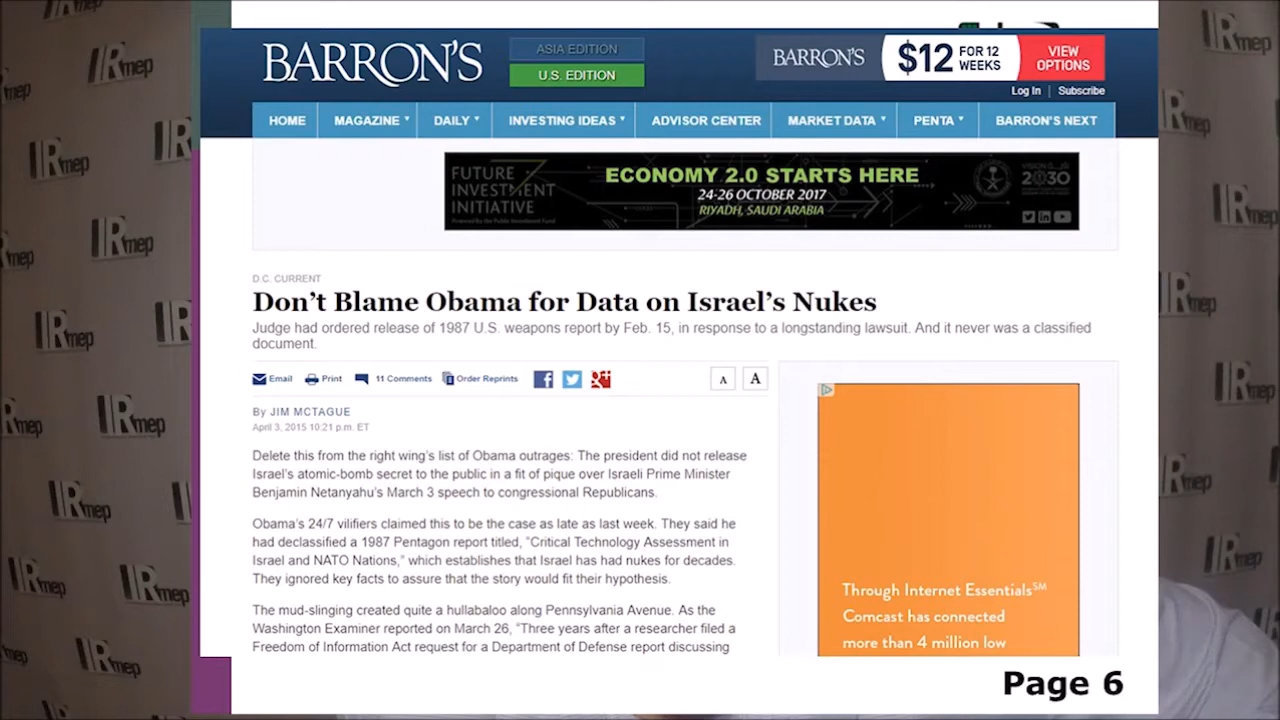 BARRON'S
ASIA EDITION
U.S. EDITION
BARRON'S
$12 FOR 12 WEEKS
VIEW OPTIONS
Log In | Subscribe
HOME MAGAZINE DAILY INVESTING IDEAS ADVISOR CENTER MARKET DATA PENTA BARRON'S NEXT
FUTURE
INVESTMENT
INITIATIVE
Powered by the Public Investment Fund
ECONOMY 2.0 STARTS HERE
24-26 OCTOBER 2017
RIYADH, SAUDI ARABIA
2030
D.C. CURRENT
Don't Blame Obama for Data on Israel's Nukes
Judge had ordered release of 1987 U.S. weapons report by Feb. 15, in response to a longstanding lawsuit. And it never was a classified
document.
Email Print 11 Comments Order Reprints A A
By JIM MCTAGUE
April 3, 2015 10:21 p.m. ET
Delete this from the right wing's list of Obama outrages: The president did not release
Israel's atomic-bomb secret to the public in a fit of pique over Israeli Prime Minister
Benjamin Netanyahu's March 3 speech to congressional Republicans.
Obama's 24/7 vilifiers claimed this to be the case as late as last week. They said he
had declassified a 1987 Pentagon report titled, "Critical Technology Assessment in
Israel and NATO Nations," which establishes that Israel has had nukes for decades.
They ignored key facts to assure that the story would fit their hypothesis.
The mud-slinging created quite a hullabaloo along Pennsylvania Avenue. As the
Washington Examiner reported on March 26, "Three years after a researcher filed a
Freedom of Information Act request for a Department of Defense report discussing
Through Internet Essentials℠
Comcast has connected
more than 4 million low
Page 6
IRmep